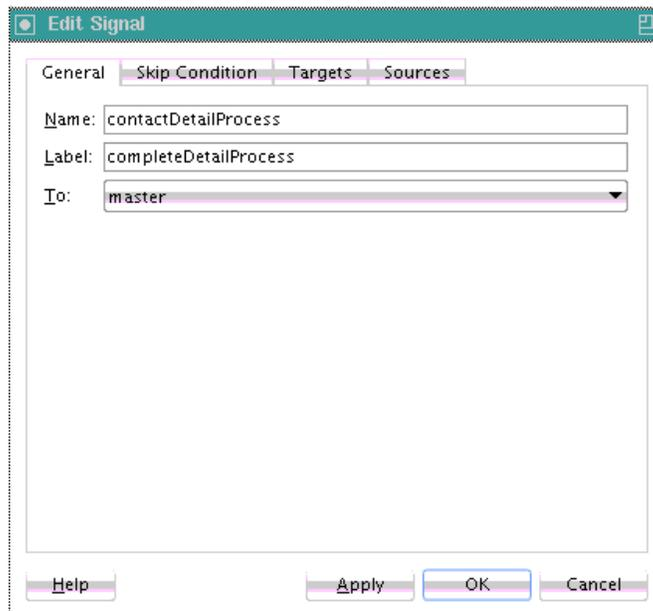 Edit Signal
General Skip Condition Targets Sources
Name: contactDetailProcess
Label: completeDetailProcess
To: master
Help Apply OK Cancel